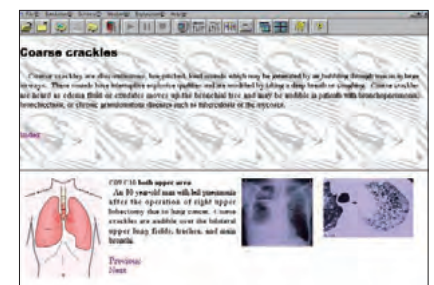 Coarse crackles
Coarse crackles are discontinuous, low pitched, loud sounds which may be generated by air bubbling through mucus in large
airways. These sounds have interruptive explosive qualities and are modified by taking a deep breath or coughing. Coarse crackles
are heard as edema fluid or exudates moves up the bronchial tree and may be audible in patients with bronchopneumonia,
bronchiectasis, or chronic granulomatous diseases such as tuberculosis or the mycoses.
both upper area
An 80 year-old man with bil pneumonia
after the operation of right upper
lobectomy due to lung cancer. Coarse
crackles are audible over the bilateral
upper lung fields, trachea, and main
bronchi.
Previous
Next